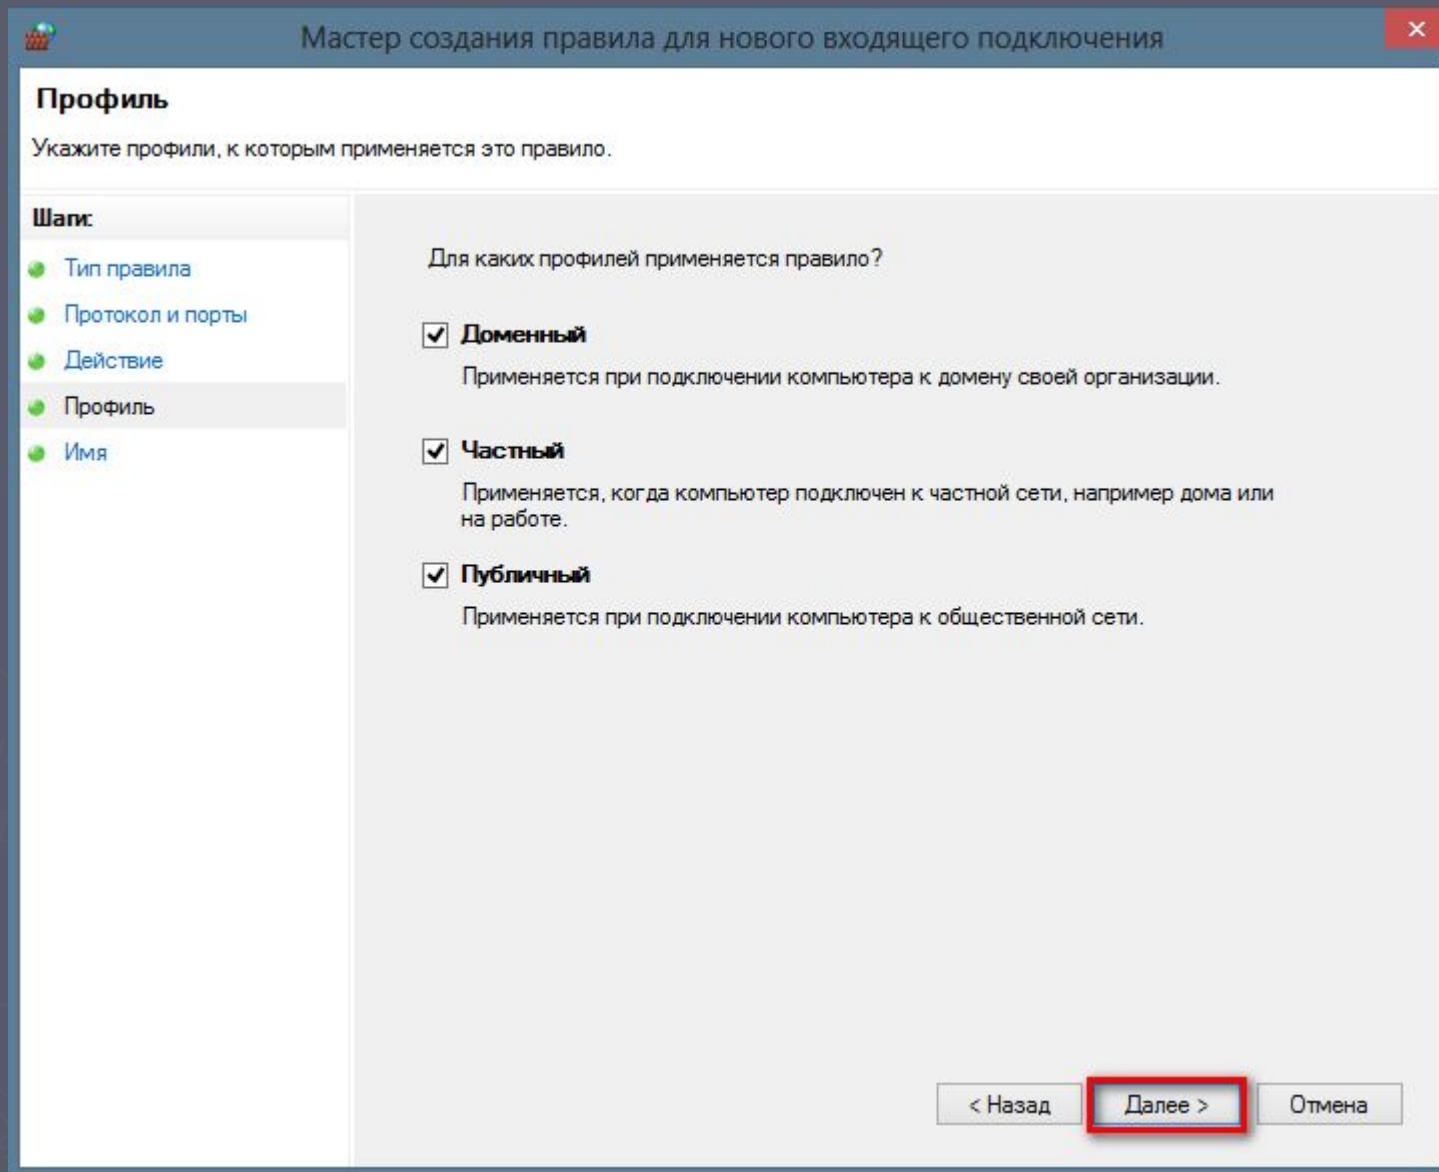 Мастер создания правила для нового входящего подключения
Профиль
Укажите профили, к которым применяется это правило.
Шаги:
Тип правила
Протокол и порты
Действие
Профиль
Имя
Для каких профилей применяется правило?
Доменный
Применяется при подключении компьютера к домену своей организации.
Частный
Применяется, когда компьютер подключен к частной сети, например дома или
на работе.
Публичный
Применяется при подключении компьютера к общественной сети.
< Назад
Далее >
Отмена